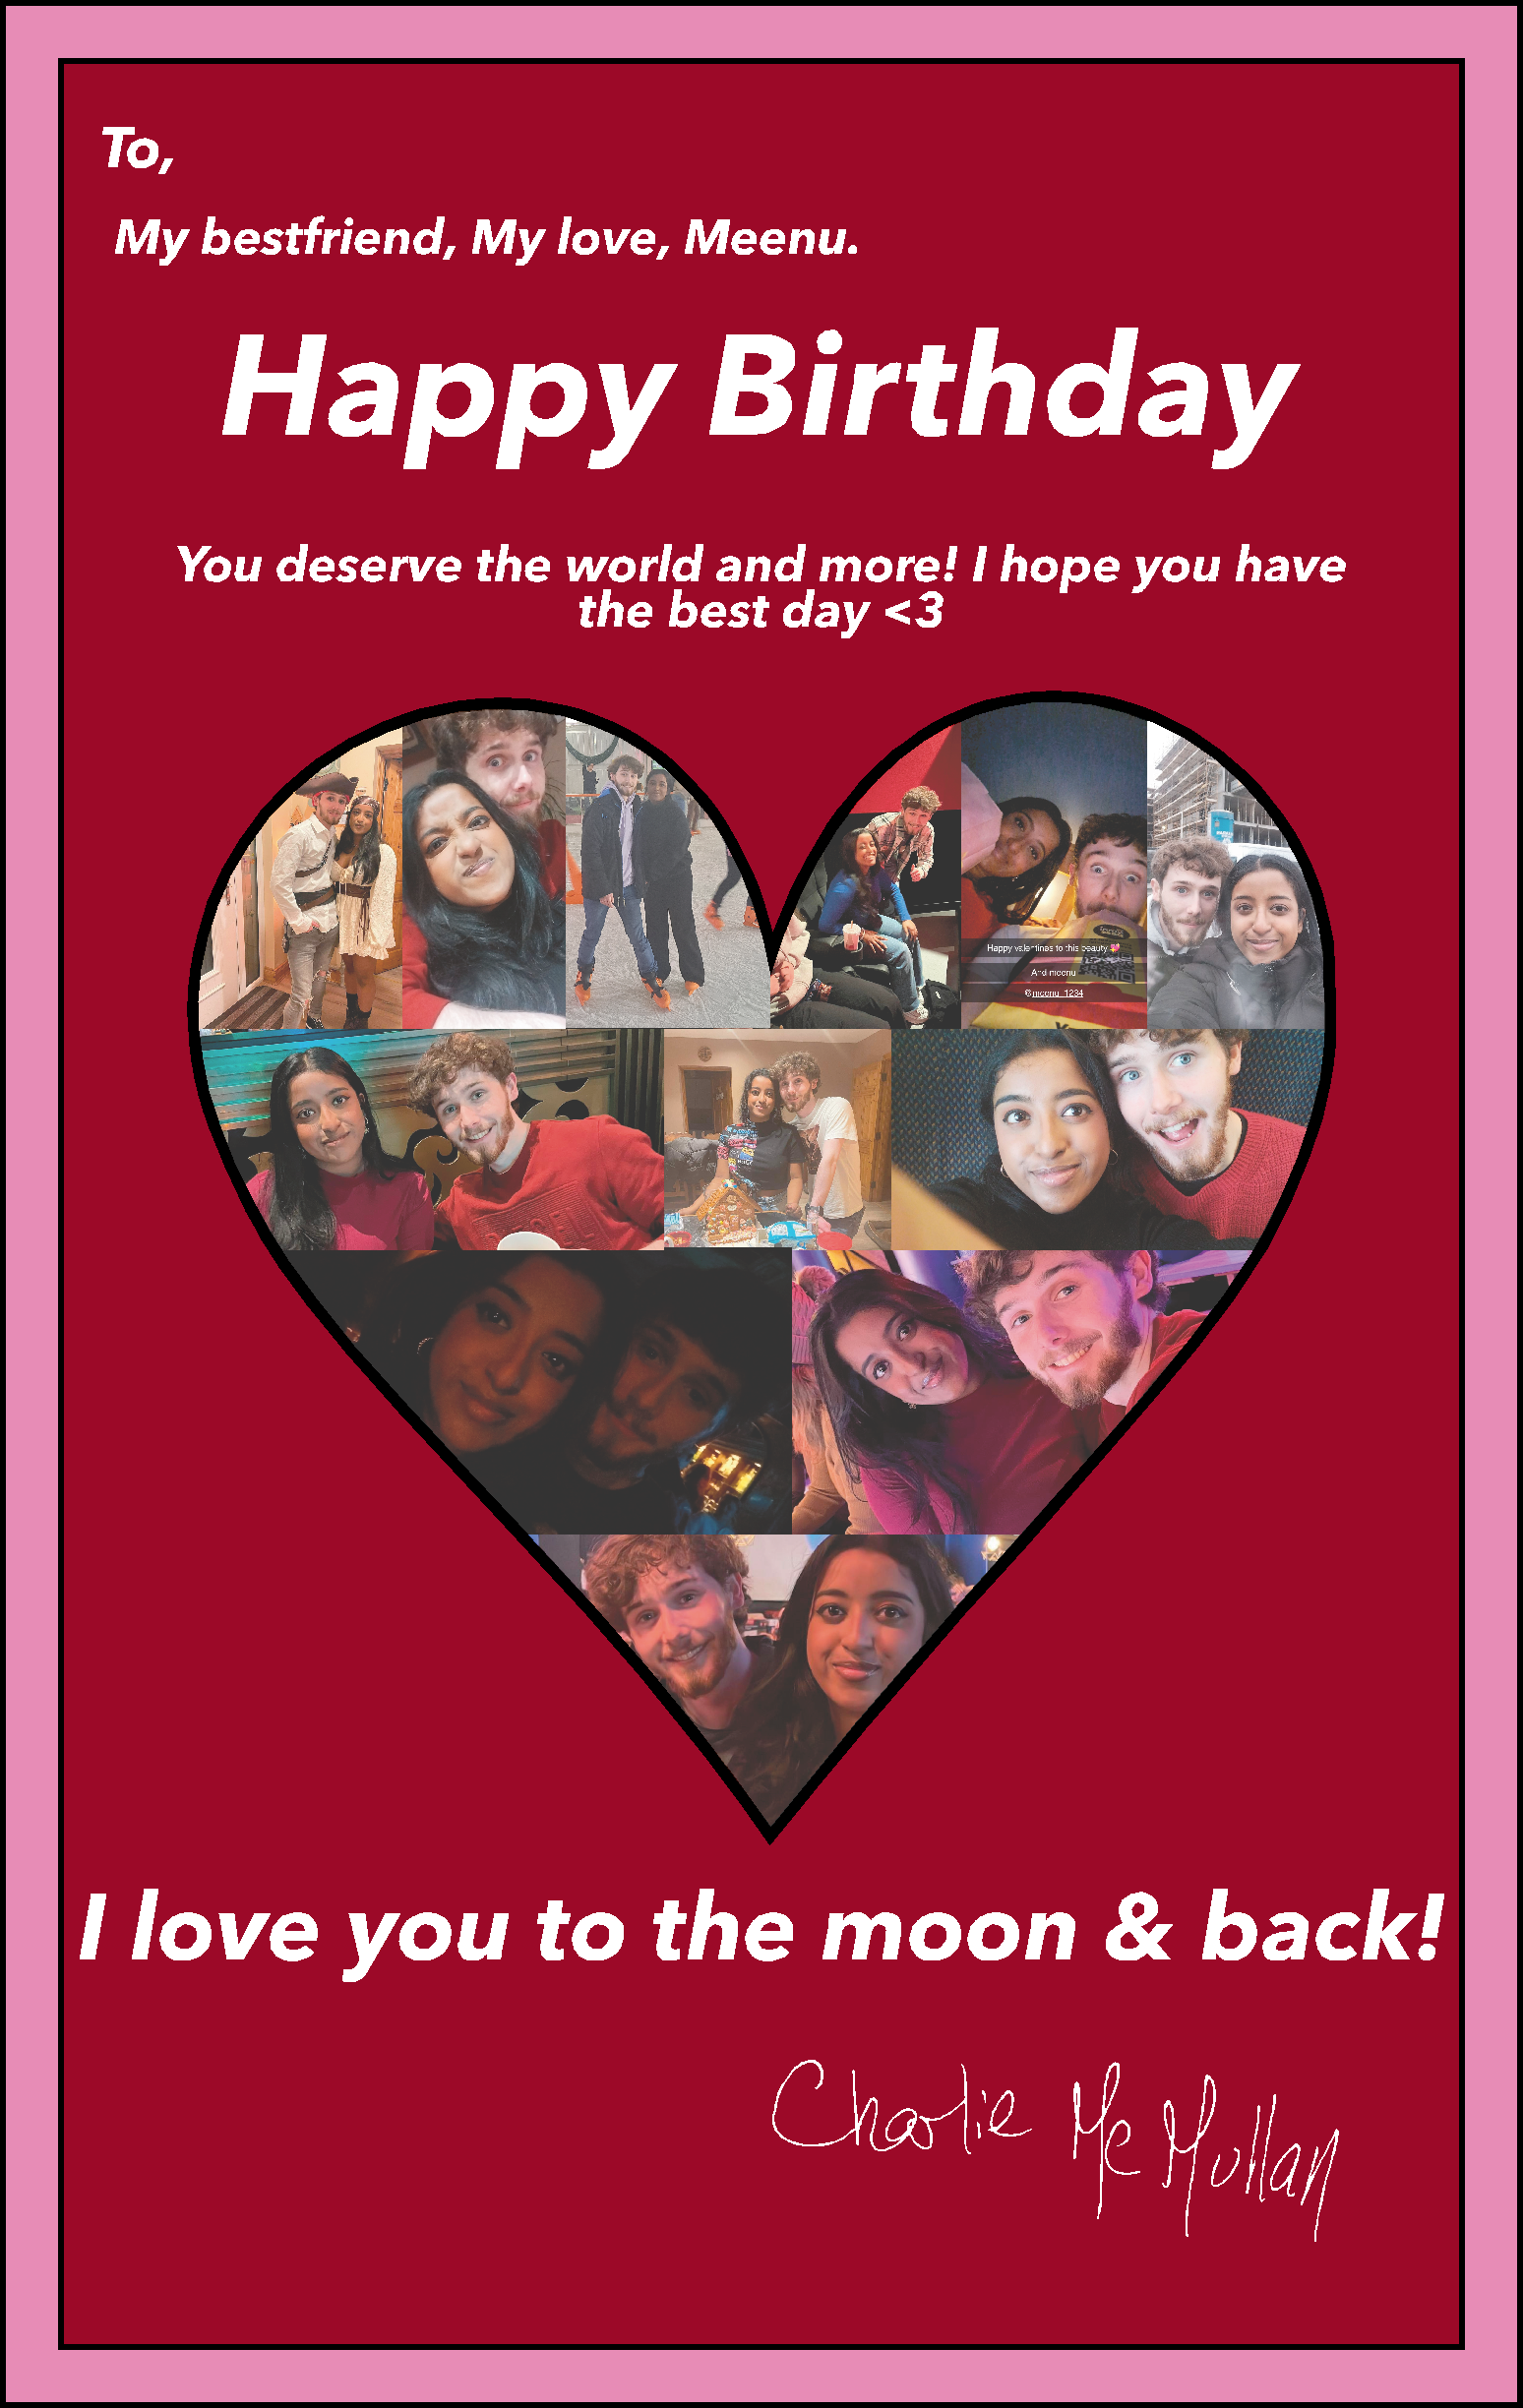 To,
My bestfriend, My love, Meenu.
Happy Birthday
You deserve the world and more! I hope you have
the best day <3
Happy valentines to this beauty 💖
And meenu
@meenu_1234
I love you to the moon & back!
Charlie McMullan